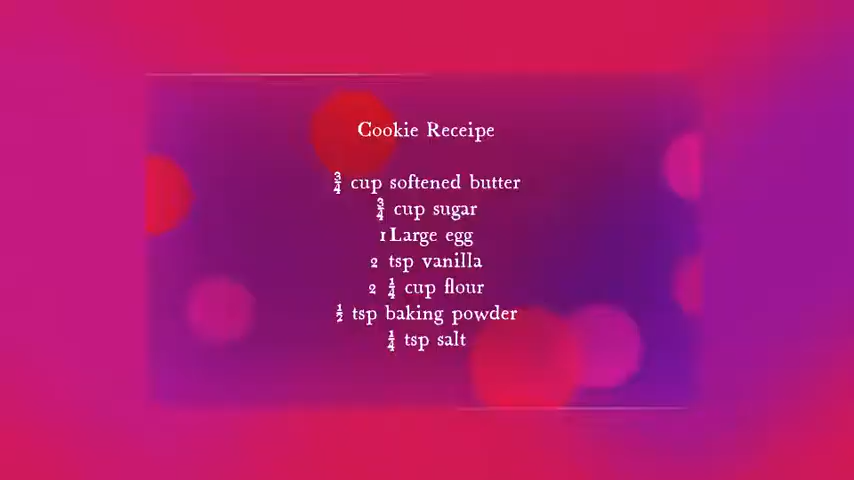 Cookie Receipe
¾ cup softened butter
¾ cup sugar
1 Large egg
2 tsp vanilla
2 ¼ cup flour
½ tsp baking powder
¼ tsp salt